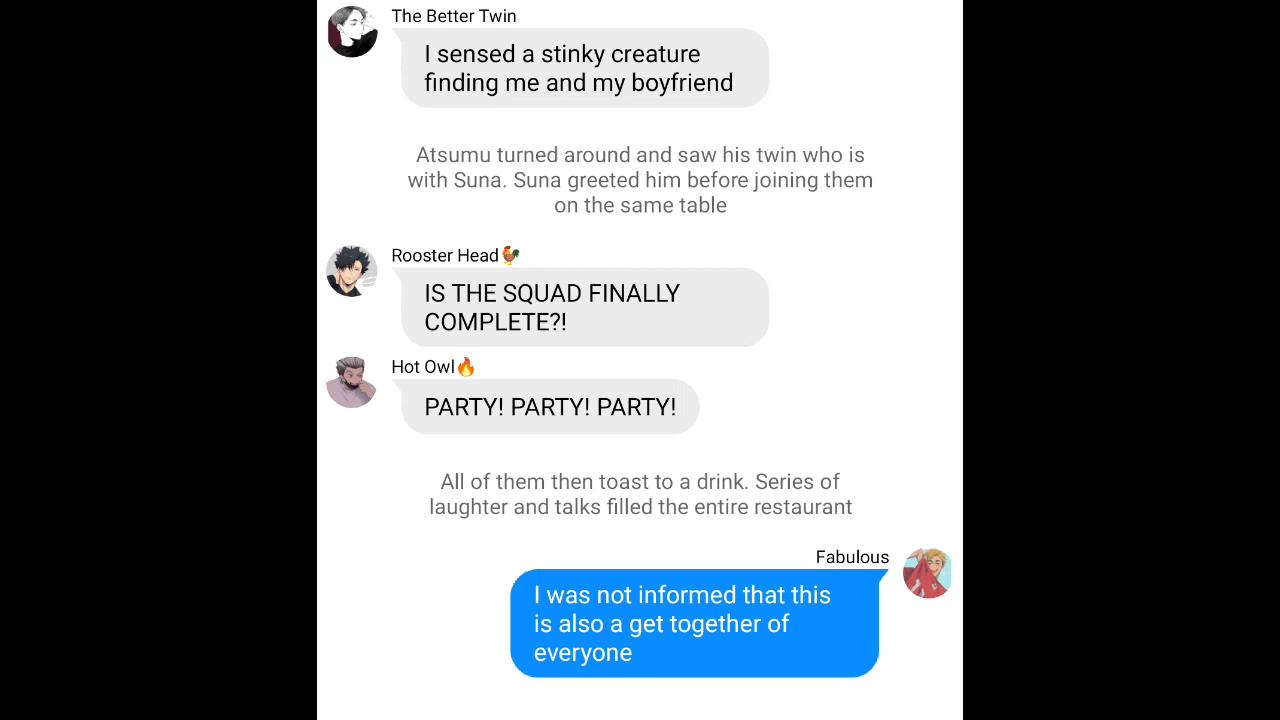 The Better Twin
I sensed a stinky creature
finding me and my boyfriend
Atsumu turned around and saw his twin who is
with Suna. Suna greeted him before joining them
on the same table
Rooster Head🐓
IS THE SQUAD FINALLY
COMPLETE?!
Hot Owl🔥
PARTY! PARTY! PARTY!
All of them then toast to a drink. Series of
laughter and talks filled the entire restaurant
Fabulous
I was not informed that this
is also a get together of
everyone